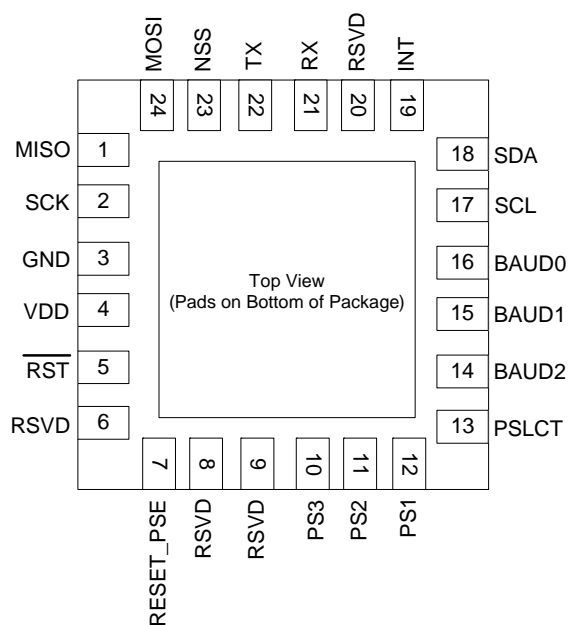 MOSI
NSS
TX
RX
RSVD
INT
24
23
22
21
20
19
MISO 1
SCK 2
GND 3
VDD 4
RST 5
RSVD 6
18 SDA
17 SCL
16 BAUD0
15 BAUD1
14 BAUD2
13 PSLCT
Top View
(Pads on Bottom of Package)
7
8
9
10
11
12
RESET_PSE
RSVD
RSVD
PS3
PS2
PS1